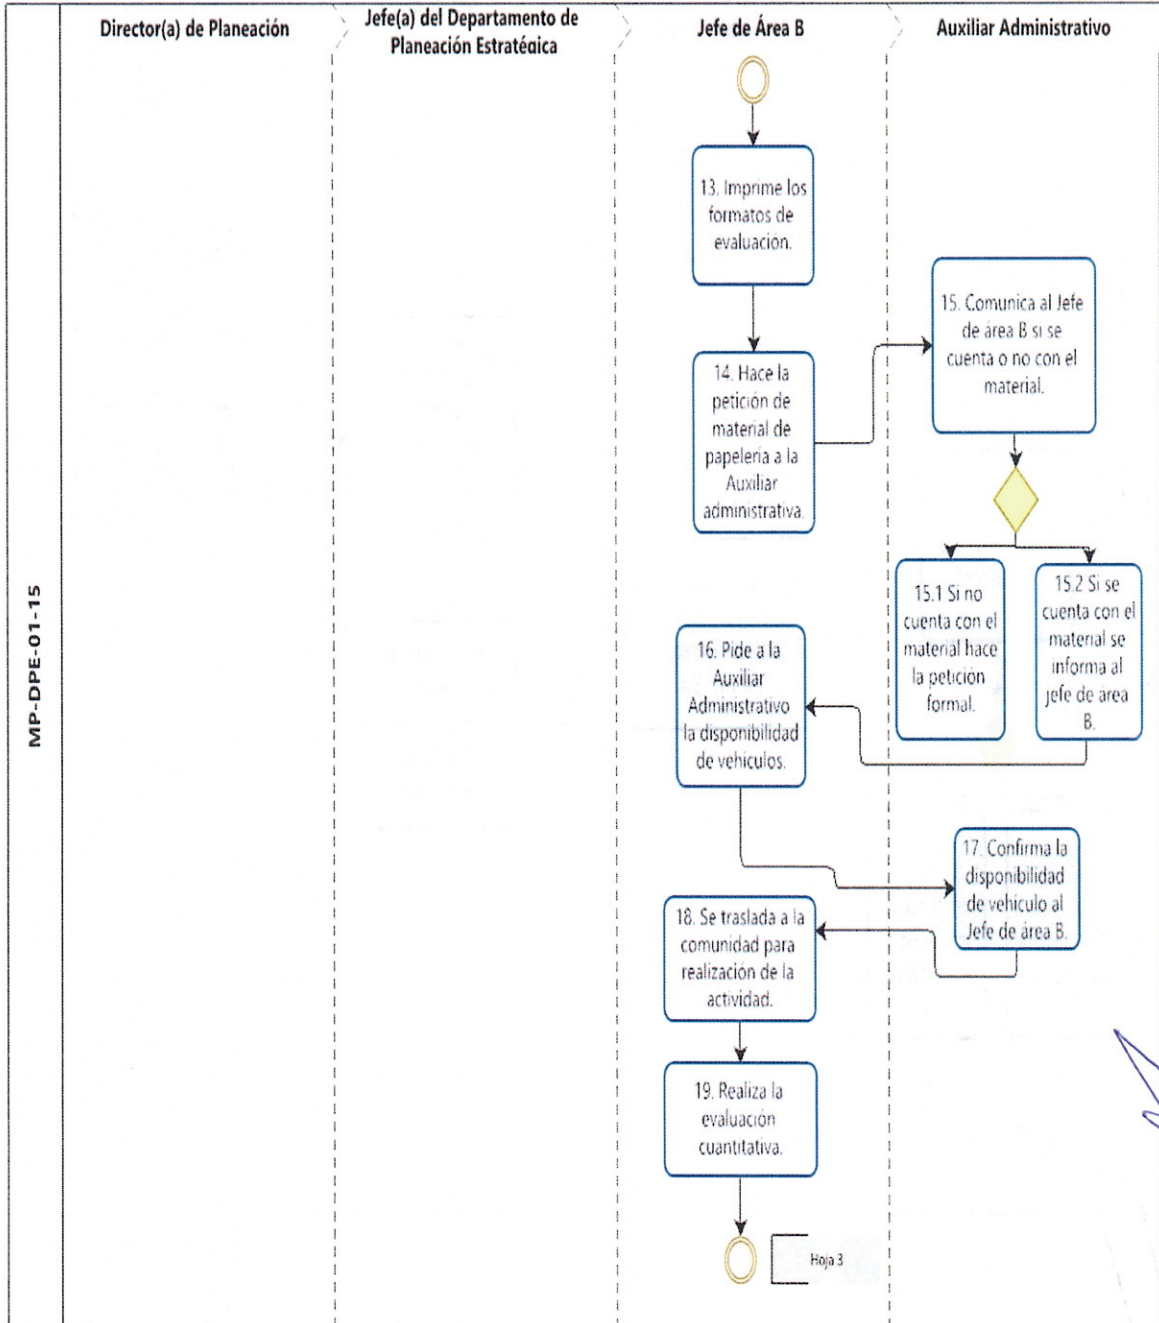 Director(a) de Planeación
Jefe(a) del Departamento de
Planeación Estratégica
Jefe de Área B
Auxiliar Administrativo
MP-DPE-01-15
13. Imprime los
formatos de
evaluación.
14. Hace la
petición de
material de
papelería a la
Auxiliar
administrativa.
15. Comunica al Jefe
de área B si se
cuenta o no con el
material.
15.1 Si no
cuenta con el
material hace
la petición
formal.
15.2 Si se
cuenta con el
material se
informa al
jefe de área
B.
16. Pide a la
Auxiliar
Administrativo
la disponibilidad
de vehículos.
17. Confirma la
disponibilidad
de vehículo al
Jefe de área B.
18. Se traslada a la
comunidad para
realización de la
actividad.
19. Realiza la
evaluación
cuantitativa.
Hoja 3